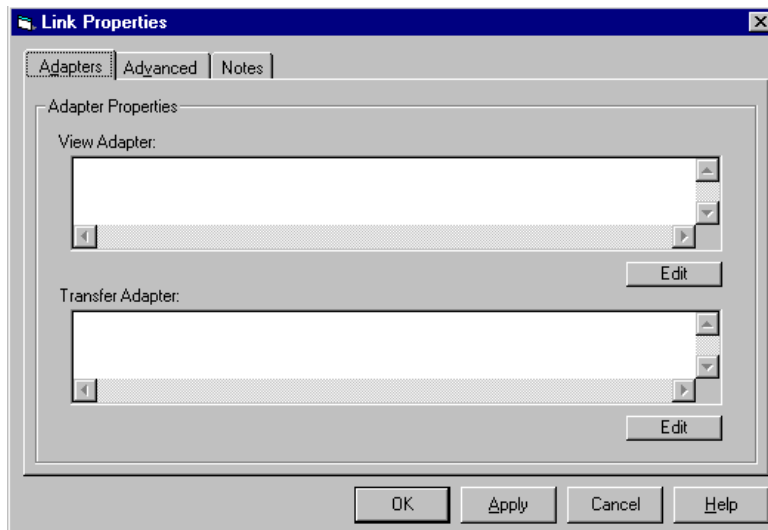 Link Properties
Adapters Advanced Notes
Adapter Properties
View Adapter:
Edit
Transfer Adapter:
Edit
OK Apply Cancel Help